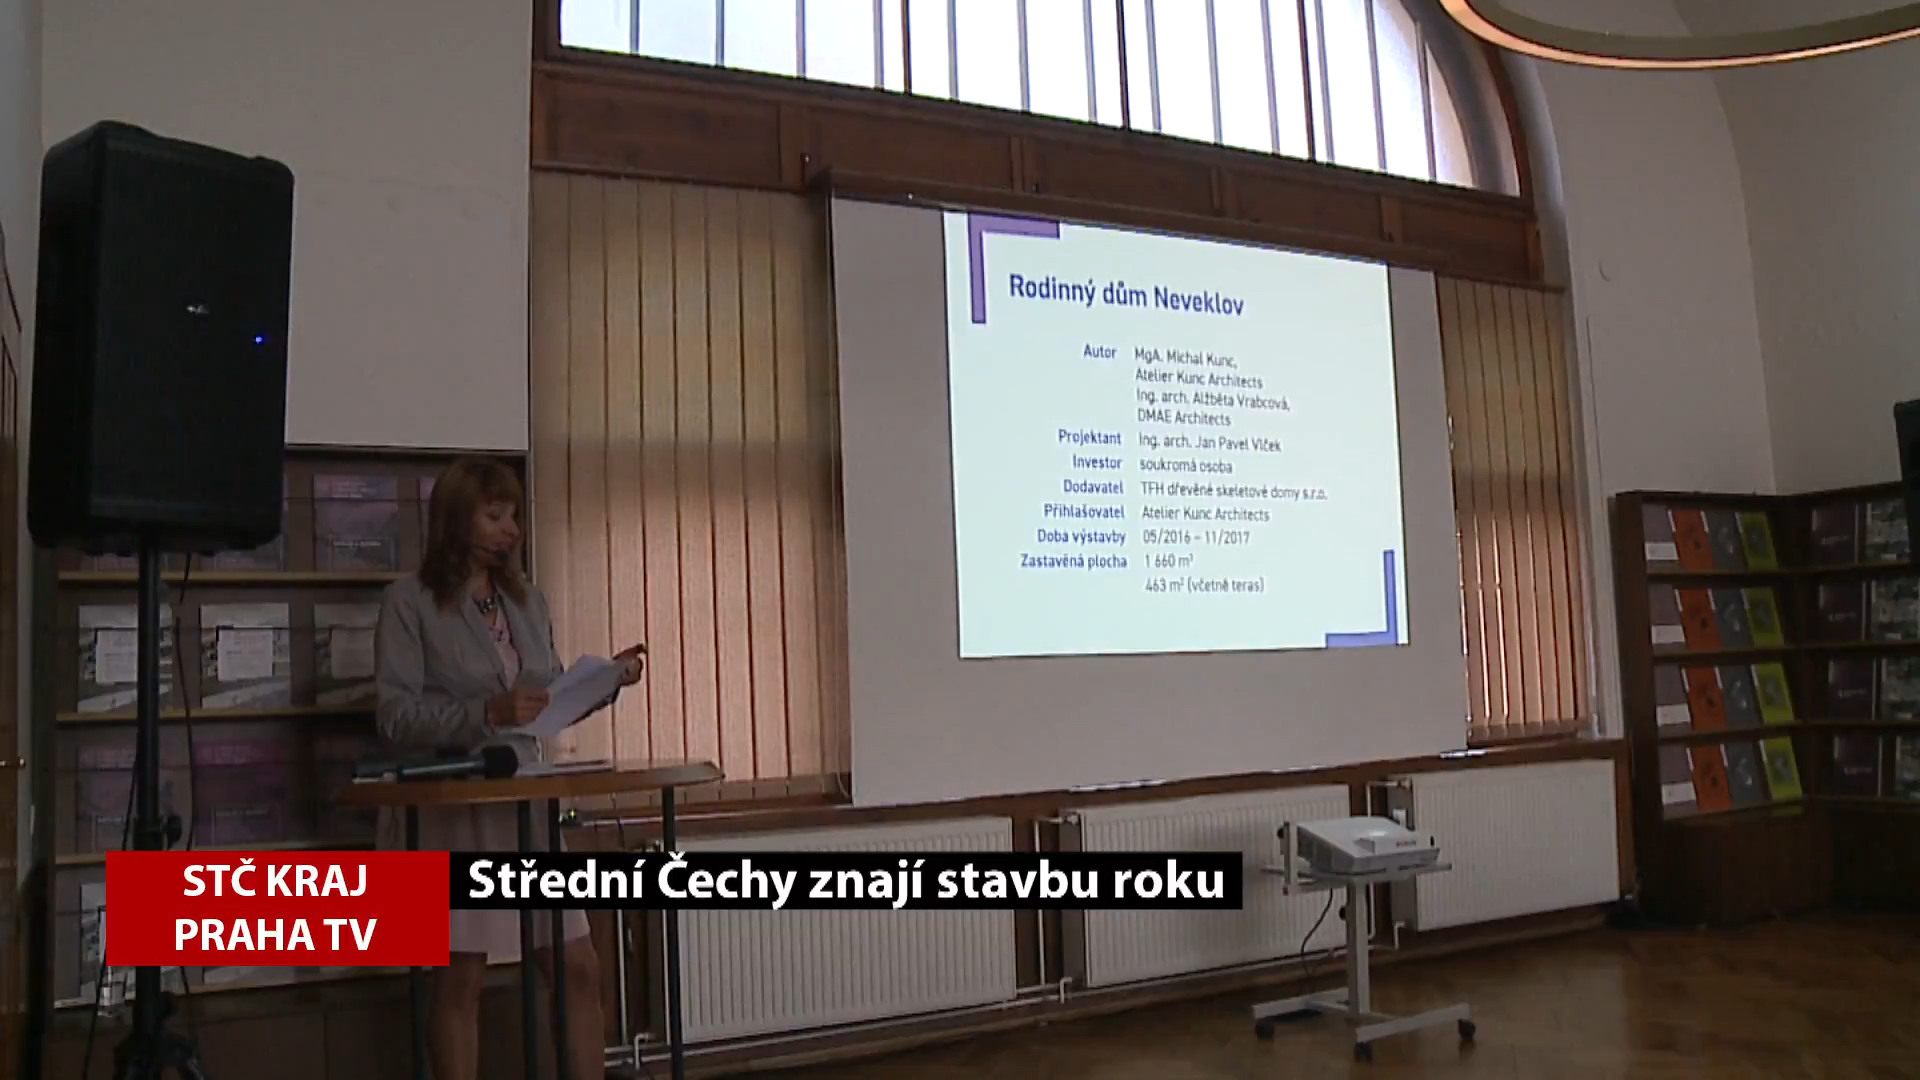 Rodinný dům Neveklov
Autor MgA. Michal Kunc,
Atelier Kunc Architects
Ing. arch. Alžběta Vrabcová,
DMAE Architects
Projektant Ing. arch. Jan Pavel Vlček
Investor soukromá osoba
Dodavatel TFH dřevěné skeletové domy s.r.o.
Přihlašovatel Atelier Kunc Architects
Doba výstavby 05/2016 – 11/2017
Zastavěná plocha 1 660 m³
463 m² (včetně teras)
STČ KRAJ
PRAHA TV
Střední Čechy znají stavbu roku